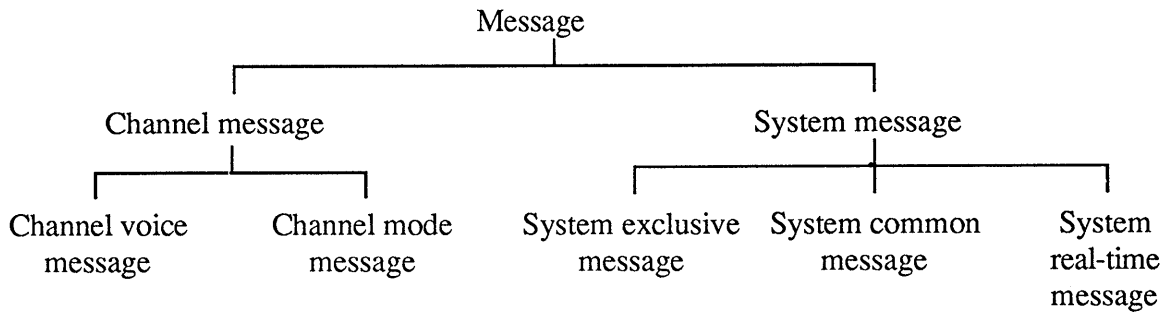 Message
Channel message
System message
Channel voice
message
Channel mode
message
System exclusive
message
System common
message
System
real-time
message